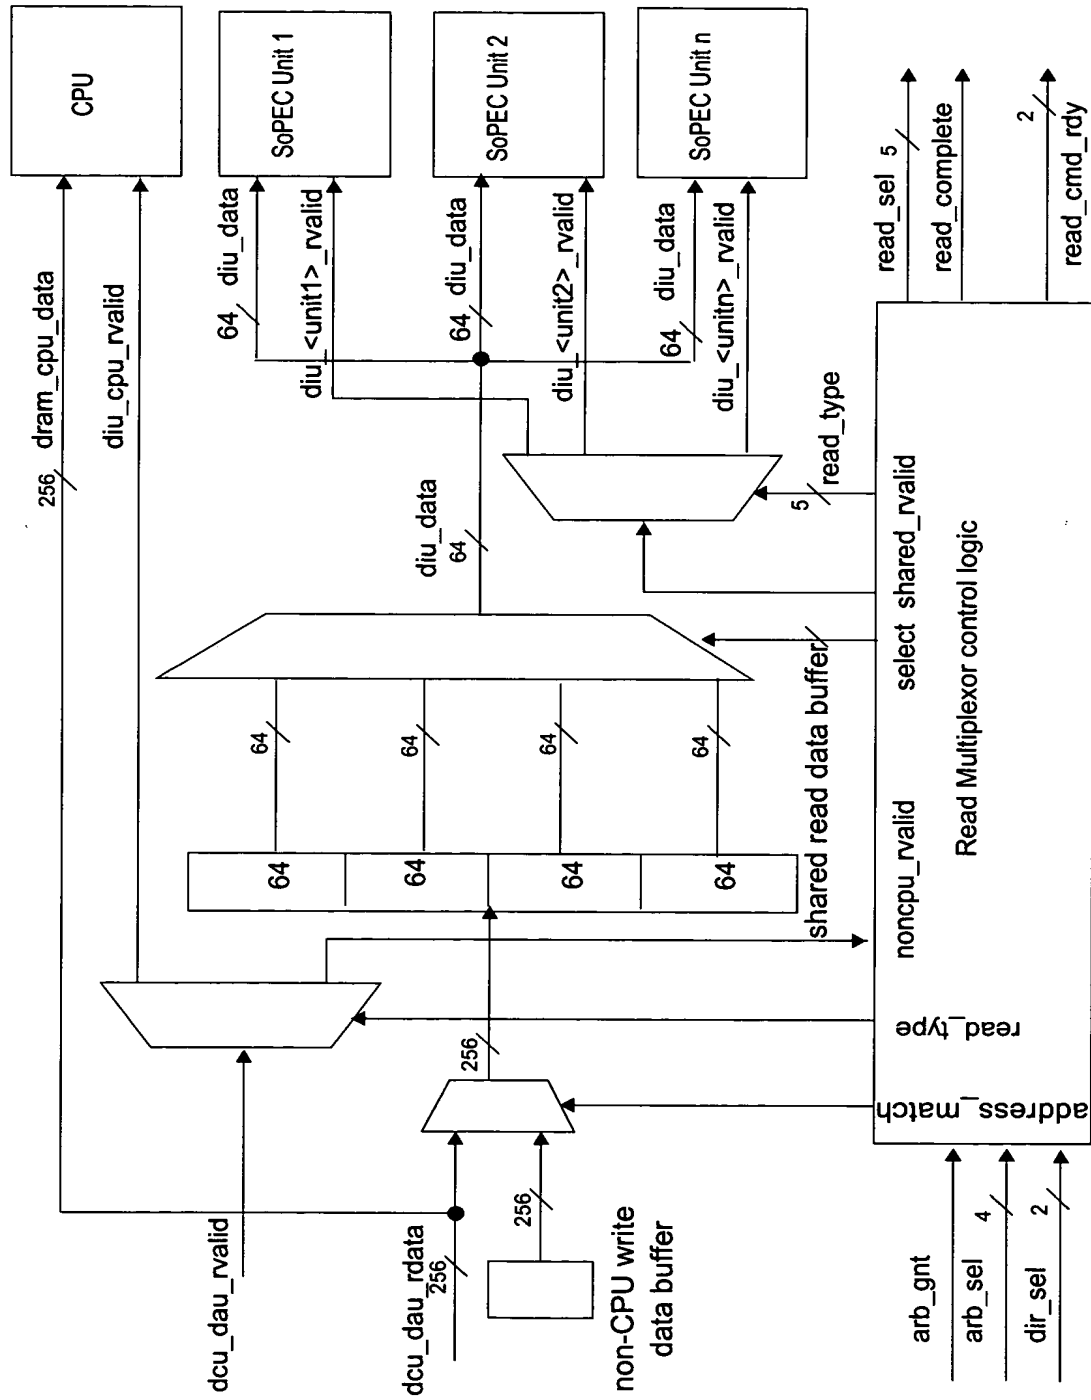 CPU
SoPEC Unit 1
SoPEC Unit 2
SoPEC Unit n
256
dram_cpu_data
diu_cpu_rvalid
64
diu_data
diu_<unit1>_rvalid
64
diu_data
diu_<unit2>_rvalid
64
diu_data
diu_<unitn>_rvalid
read_sel
5
read_complete
2
read_cmd_rdy
diu_data
64
5
read_type
64
64
64
64
64
64
64
64
shared read data buffer
256
dcu_dau_rvalid
dcu_dau_rdata
256
256
non-CPU write
data buffer
address_match
read_type
noncpu_rvalid
select
shared_rvalid
Read Multiplexor control logic
arb_gnt
arb_sel
4
dir_sel
2